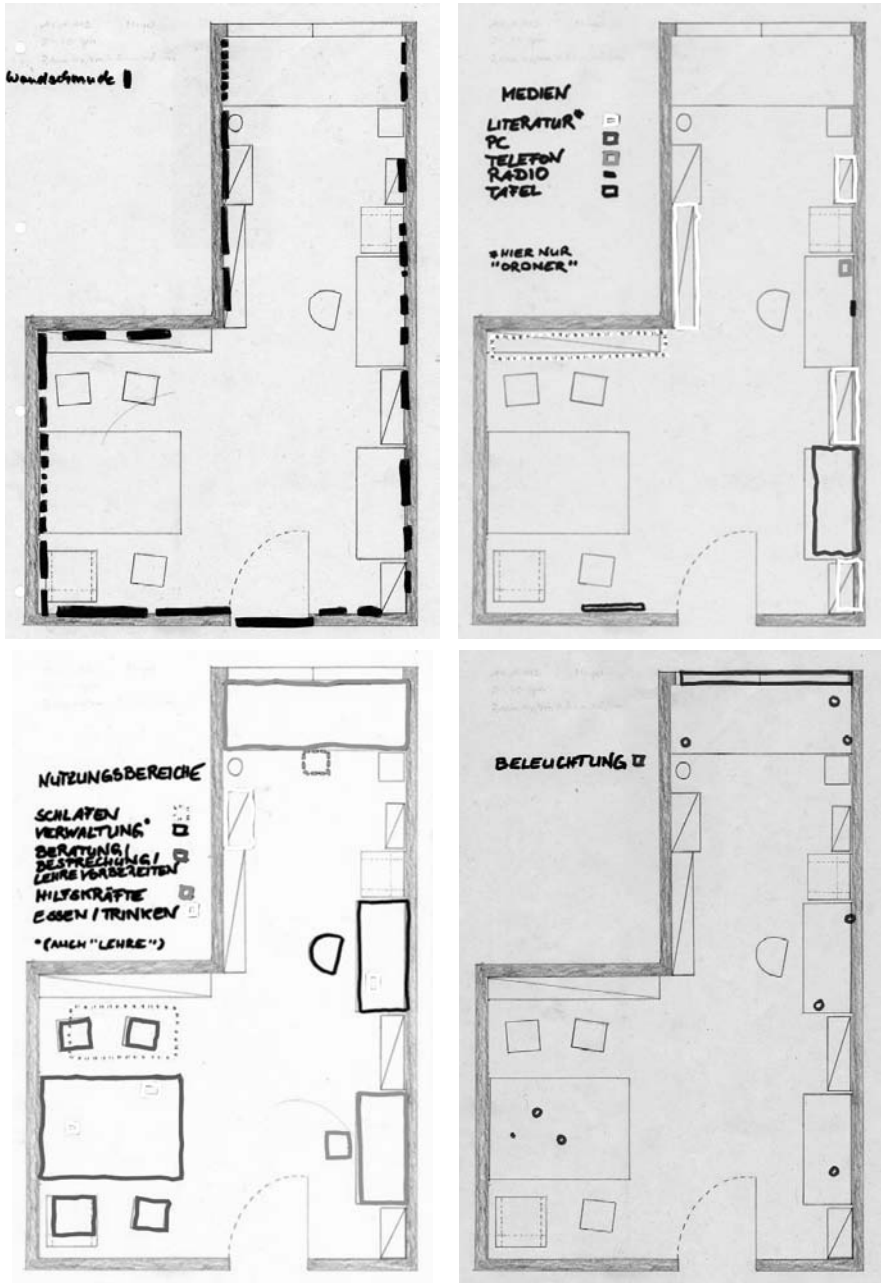 Wandschmuck
MEDIEN
LITERATUR*
PC
TELEFON
RADIO
TAFEL
*HIER NUR
"ORDNER"
NUTZUNGSBEREICHE
SCHLAFEN
VERWALTUNG*
BERATUNG/
BESPRECHUNG/
LEHRE VORBEREITEN
HILFSKRÄFTE
ESSEN/TRINKEN
*(AUCH "LEHRE")
BELEUCHTUNG